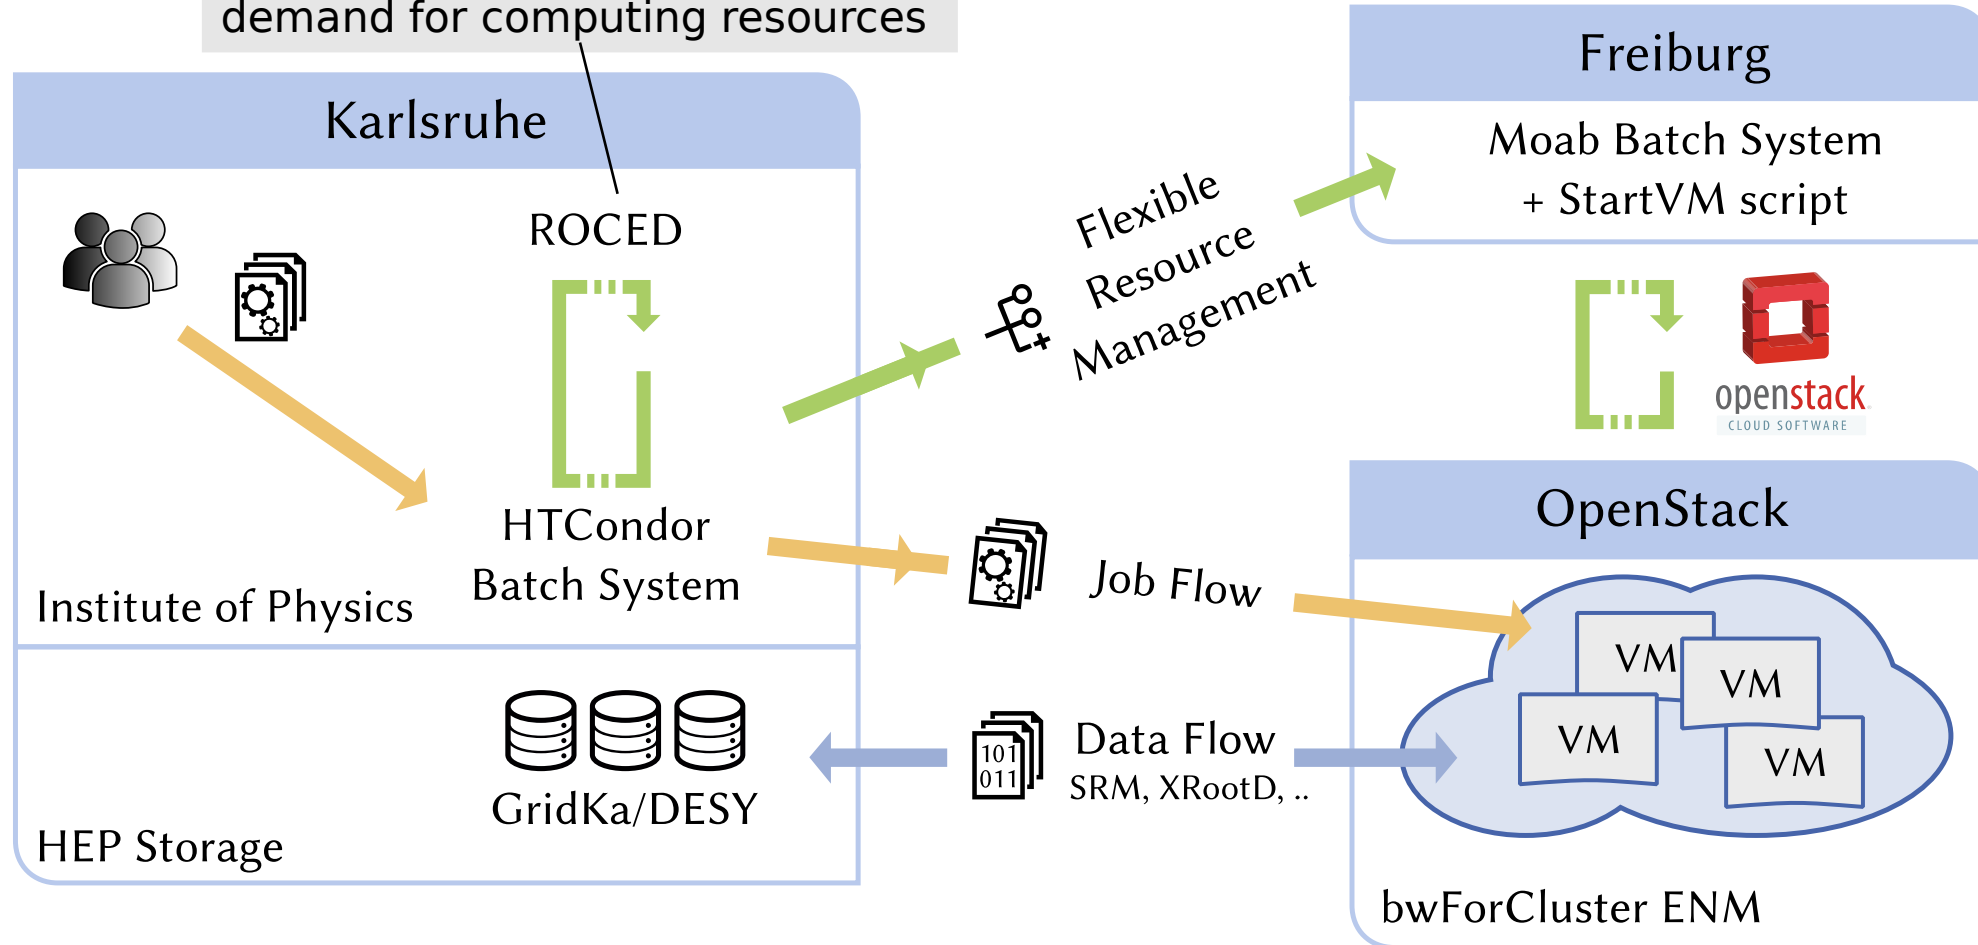 demand for computing resources
Karlsruhe
ROCED
HTCondor
Batch System
Institute of Physics
GridKa/DESY
HEP Storage
Flexible
Resource
Management
Job Flow
101
011
Data Flow
SRM, XRootD, ..
Freiburg
Moab Batch System
+ StartVM script
openstack
CLOUD SOFTWARE
OpenStack
VM
VM
VM
VM
bwForCluster ENM